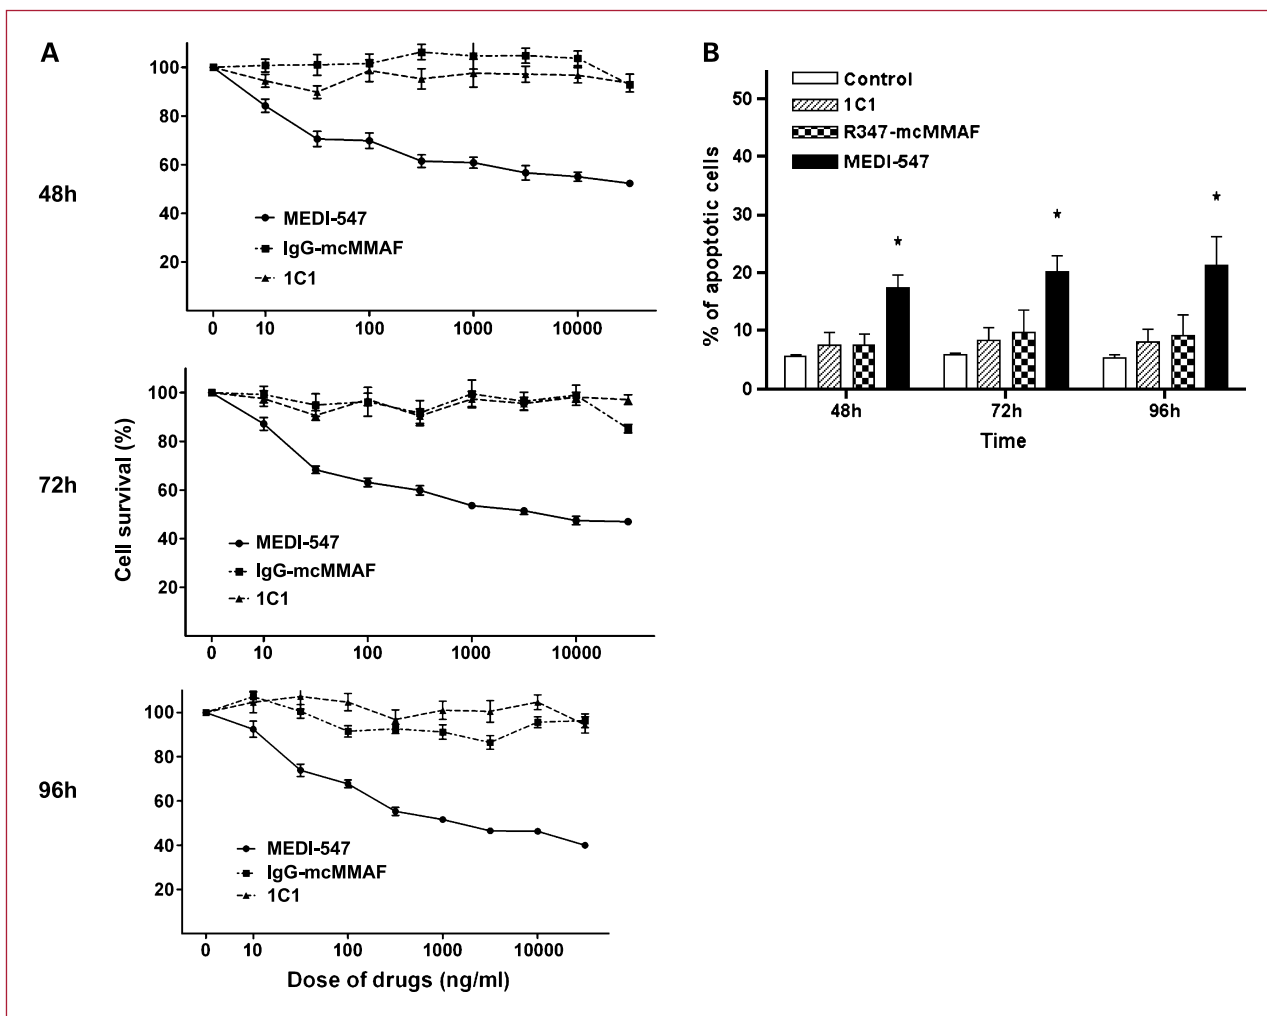 A
48h
100
80
60
40
20
MEDI-547
IgG-mcMMAF
1C1
0 10 100 1000 10000
72h
Cell survival (%)
100
80
60
40
20
MEDI-547
IgG-mcMMAF
1C1
0 10 100 1000 10000
96h
100
80
60
40
20
MEDI-547
IgG-mcMMAF
1C1
0 10 100 1000 10000
Dose of drugs (ng/ml)
B
% of apoptotic cells
50
40
30
20
10
0
Control
1C1
R347-mcMMAF
MEDI-547
* * *
48h 72h 96h
Time